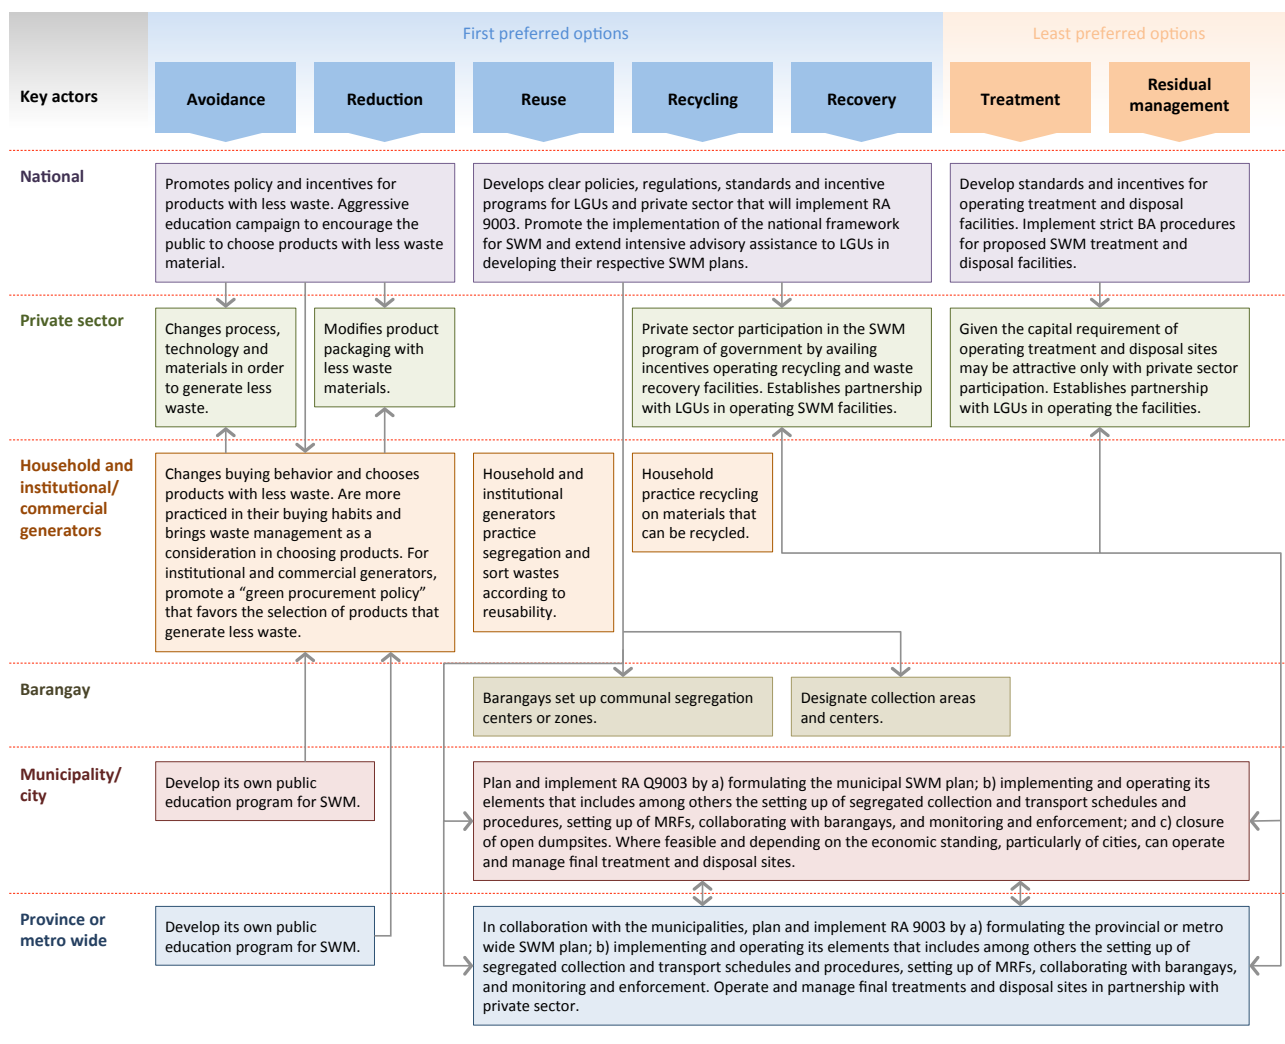 First preferred options
Least preferred options
Key actors
Avoidance
Reduction
Reuse
Recycling
Recovery
Treatment
Residual
management
National
Promotes policy and incentives for
products with less waste. Aggressive
education campaign to encourage the
public to choose products with less waste
material.
Develops clear policies, regulations, standards and incentive
programs for LGUs and private sector that will implement RA
9003. Promote the implementation of the national framework
for SWM and extend intensive advisory assistance to LGUs in
developing their respective SWM plans.
Develop standards and incentives for
operating treatment and disposal
facilities. Implement strict BA procedures
for proposed SWM treatment and
disposal facilities.
Private sector
Changes process,
technology and
materials in order
to generate less
waste.
Modifies product
packaging with
less waste
materials.
Private sector participation in the SWM
program of government by availing
incentives operating recycling and waste
recovery facilities. Establishes partnership
with LGUs in operating SWM facilities.
Given the capital requirement of
operating treatment and disposal sites
may be attractive only with private sector
participation. Establishes partnership
with LGUs in operating the facilities.
Household and
institutional/
commercial
generators
Changes buying behavior and chooses
products with less waste. Are more
practiced in their buying habits and
brings waste management as a
consideration in choosing products. For
institutional and commercial generators,
promote a “green procurement policy”
that favors the selection of products that
generate less waste.
Household and
institutional
generators
practice
segregation and
sort wastes
according to
reusability.
Household
practice recycling
on materials that
can be recycled.
Barangay
Barangays set up communal segregation
centers or zones.
Designate collection areas
and centers.
Municipality/
city
Develop its own public
education program for SWM.
Plan and implement RA Q9003 by a) formulating the municipal SWM plan; b) implementing and operating its
elements that includes among others the setting up of segregated collection and transport schedules and
procedures, setting up of MRFs, collaborating with barangays, and monitoring and enforcement; and c) closure
of open dumpsites. Where feasible and depending on the economic standing, particularly of cities, can operate
and manage final treatment and disposal sites.
Province or
metro wide
Develop its own public
education program for SWM.
In collaboration with the municipalities, plan and implement RA 9003 by a) formulating the provincial or metro
wide SWM plan; b) implementing and operating its elements that includes among others the setting up of
segregated collection and transport schedules and procedures, setting up of MRFs, collaborating with barangays,
and monitoring and enforcement. Operate and manage final treatments and disposal sites in partnership with
private sector.